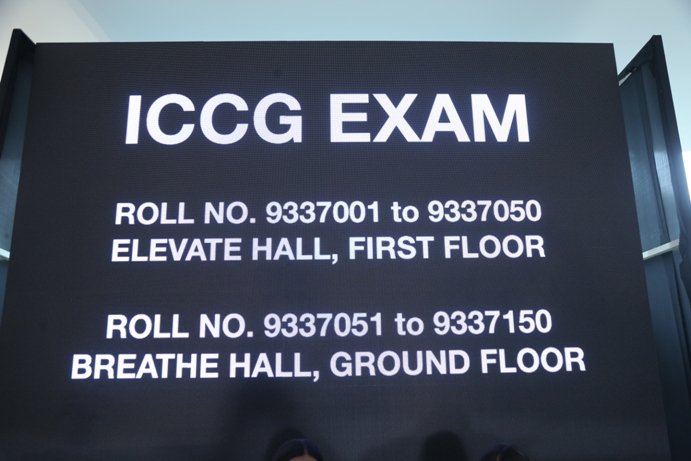 ICCG EXAM
ROLL NO. 9337001 to 9337050
ELEVATE HALL, FIRST FLOOR
ROLL NO. 9337051 to 9337150
BREATHE HALL, GROUND FLOOR